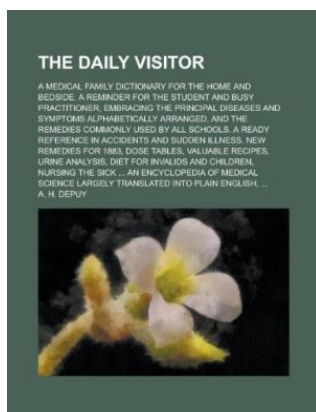 THE DAILY VISITOR
A MEDICAL FAMILY DICTIONARY FOR THE HOME AND
BEDSIDE. A REMINDER FOR THE STUDENT AND BUSY
PRACTITIONER, EMBRACING THE PRINCIPAL DISEASES AND
SYMPTOMS ALPHABETICALLY ARRANGED, AND THE
REMEDIES COMMONLY USED BY ALL SCHOOLS. A READY
REFERENCE IN ACCIDENTS AND SUDDEN ILLNESS. NEW
REMEDIES FOR 1883, DOSE TABLES, VALUABLE RECIPES,
URINE ANALYSIS, DIET FOR INVALIDS AND CHILDREN,
NURSING THE SICK ... AN ENCYCLOPEDIA OF MEDICAL
SCIENCE LARGELY TRANSLATED INTO PLAIN ENGLISH, ...
A. H. DEPUY